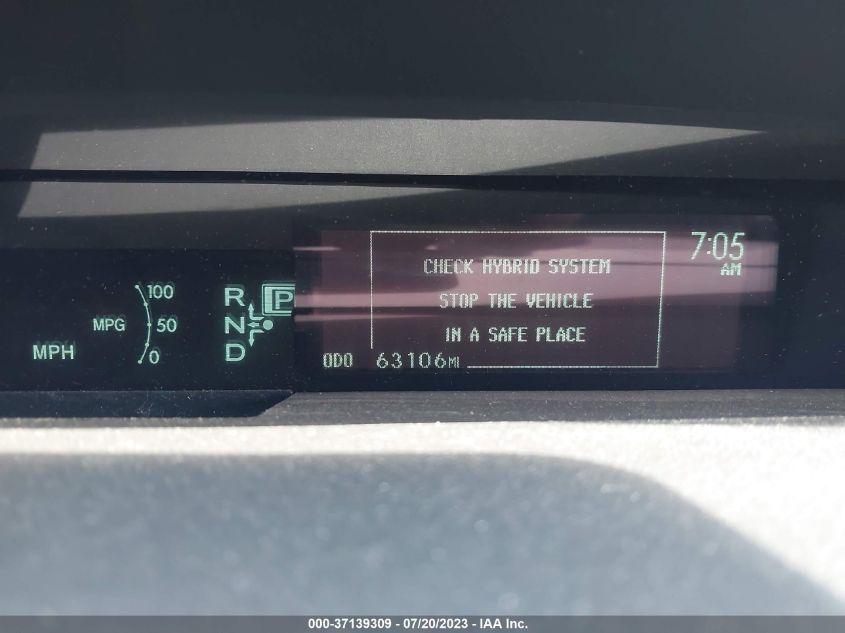 CHECK HYBRID SYSTEM
STOP THE VEHICLE
IN A SAFE PLACE
7:05
AM
MPH
MPG
100
50
0
R
N
D
P
ODO 63106MI
000-37139309 - 07/20/2023 - IAA Inc.